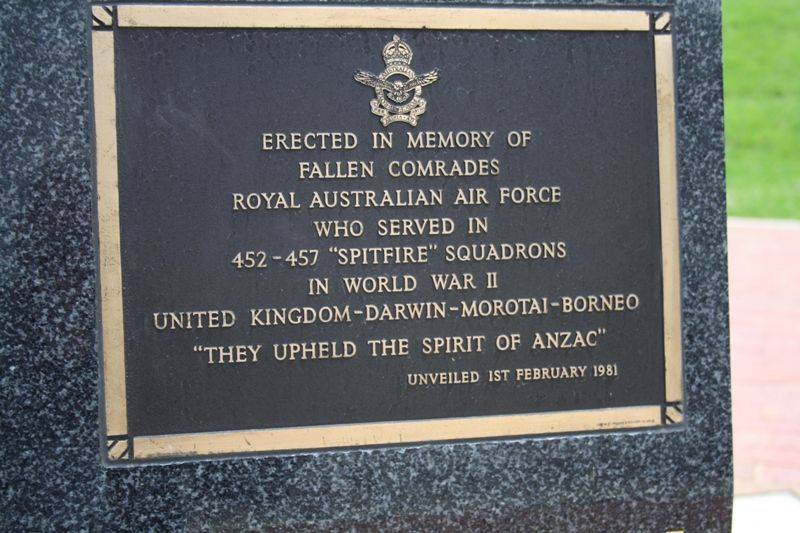 ERECTED IN MEMORY OF
FALLEN COMRADES
ROYAL AUSTRALIAN AIR FORCE
WHO SERVED IN
452-457 "SPITFIRE" SQUADRONS
IN WORLD WAR II
UNITED KINGDOM-DARWIN-MOROTAI-BORNEO
"THEY UPHELD THE SPIRIT OF ANZAC"
UNVEILED 1ST FEBRUARY 1981